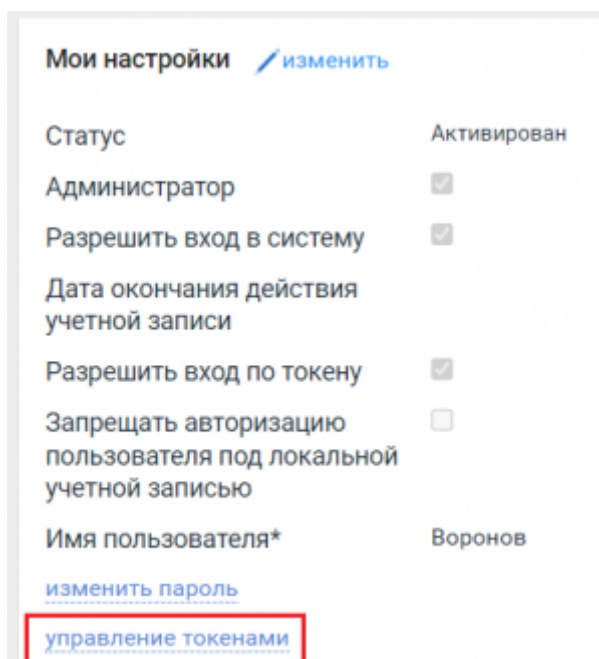 Мои настройки изменить
Статус Активирован
Администратор
Разрешить вход в систему
Дата окончания действия
учетной записи
Разрешить вход по токену
Запрещать авторизацию
пользователя под локальной
учетной записью
Имя пользователя* Воронов
изменить пароль
управление токенами